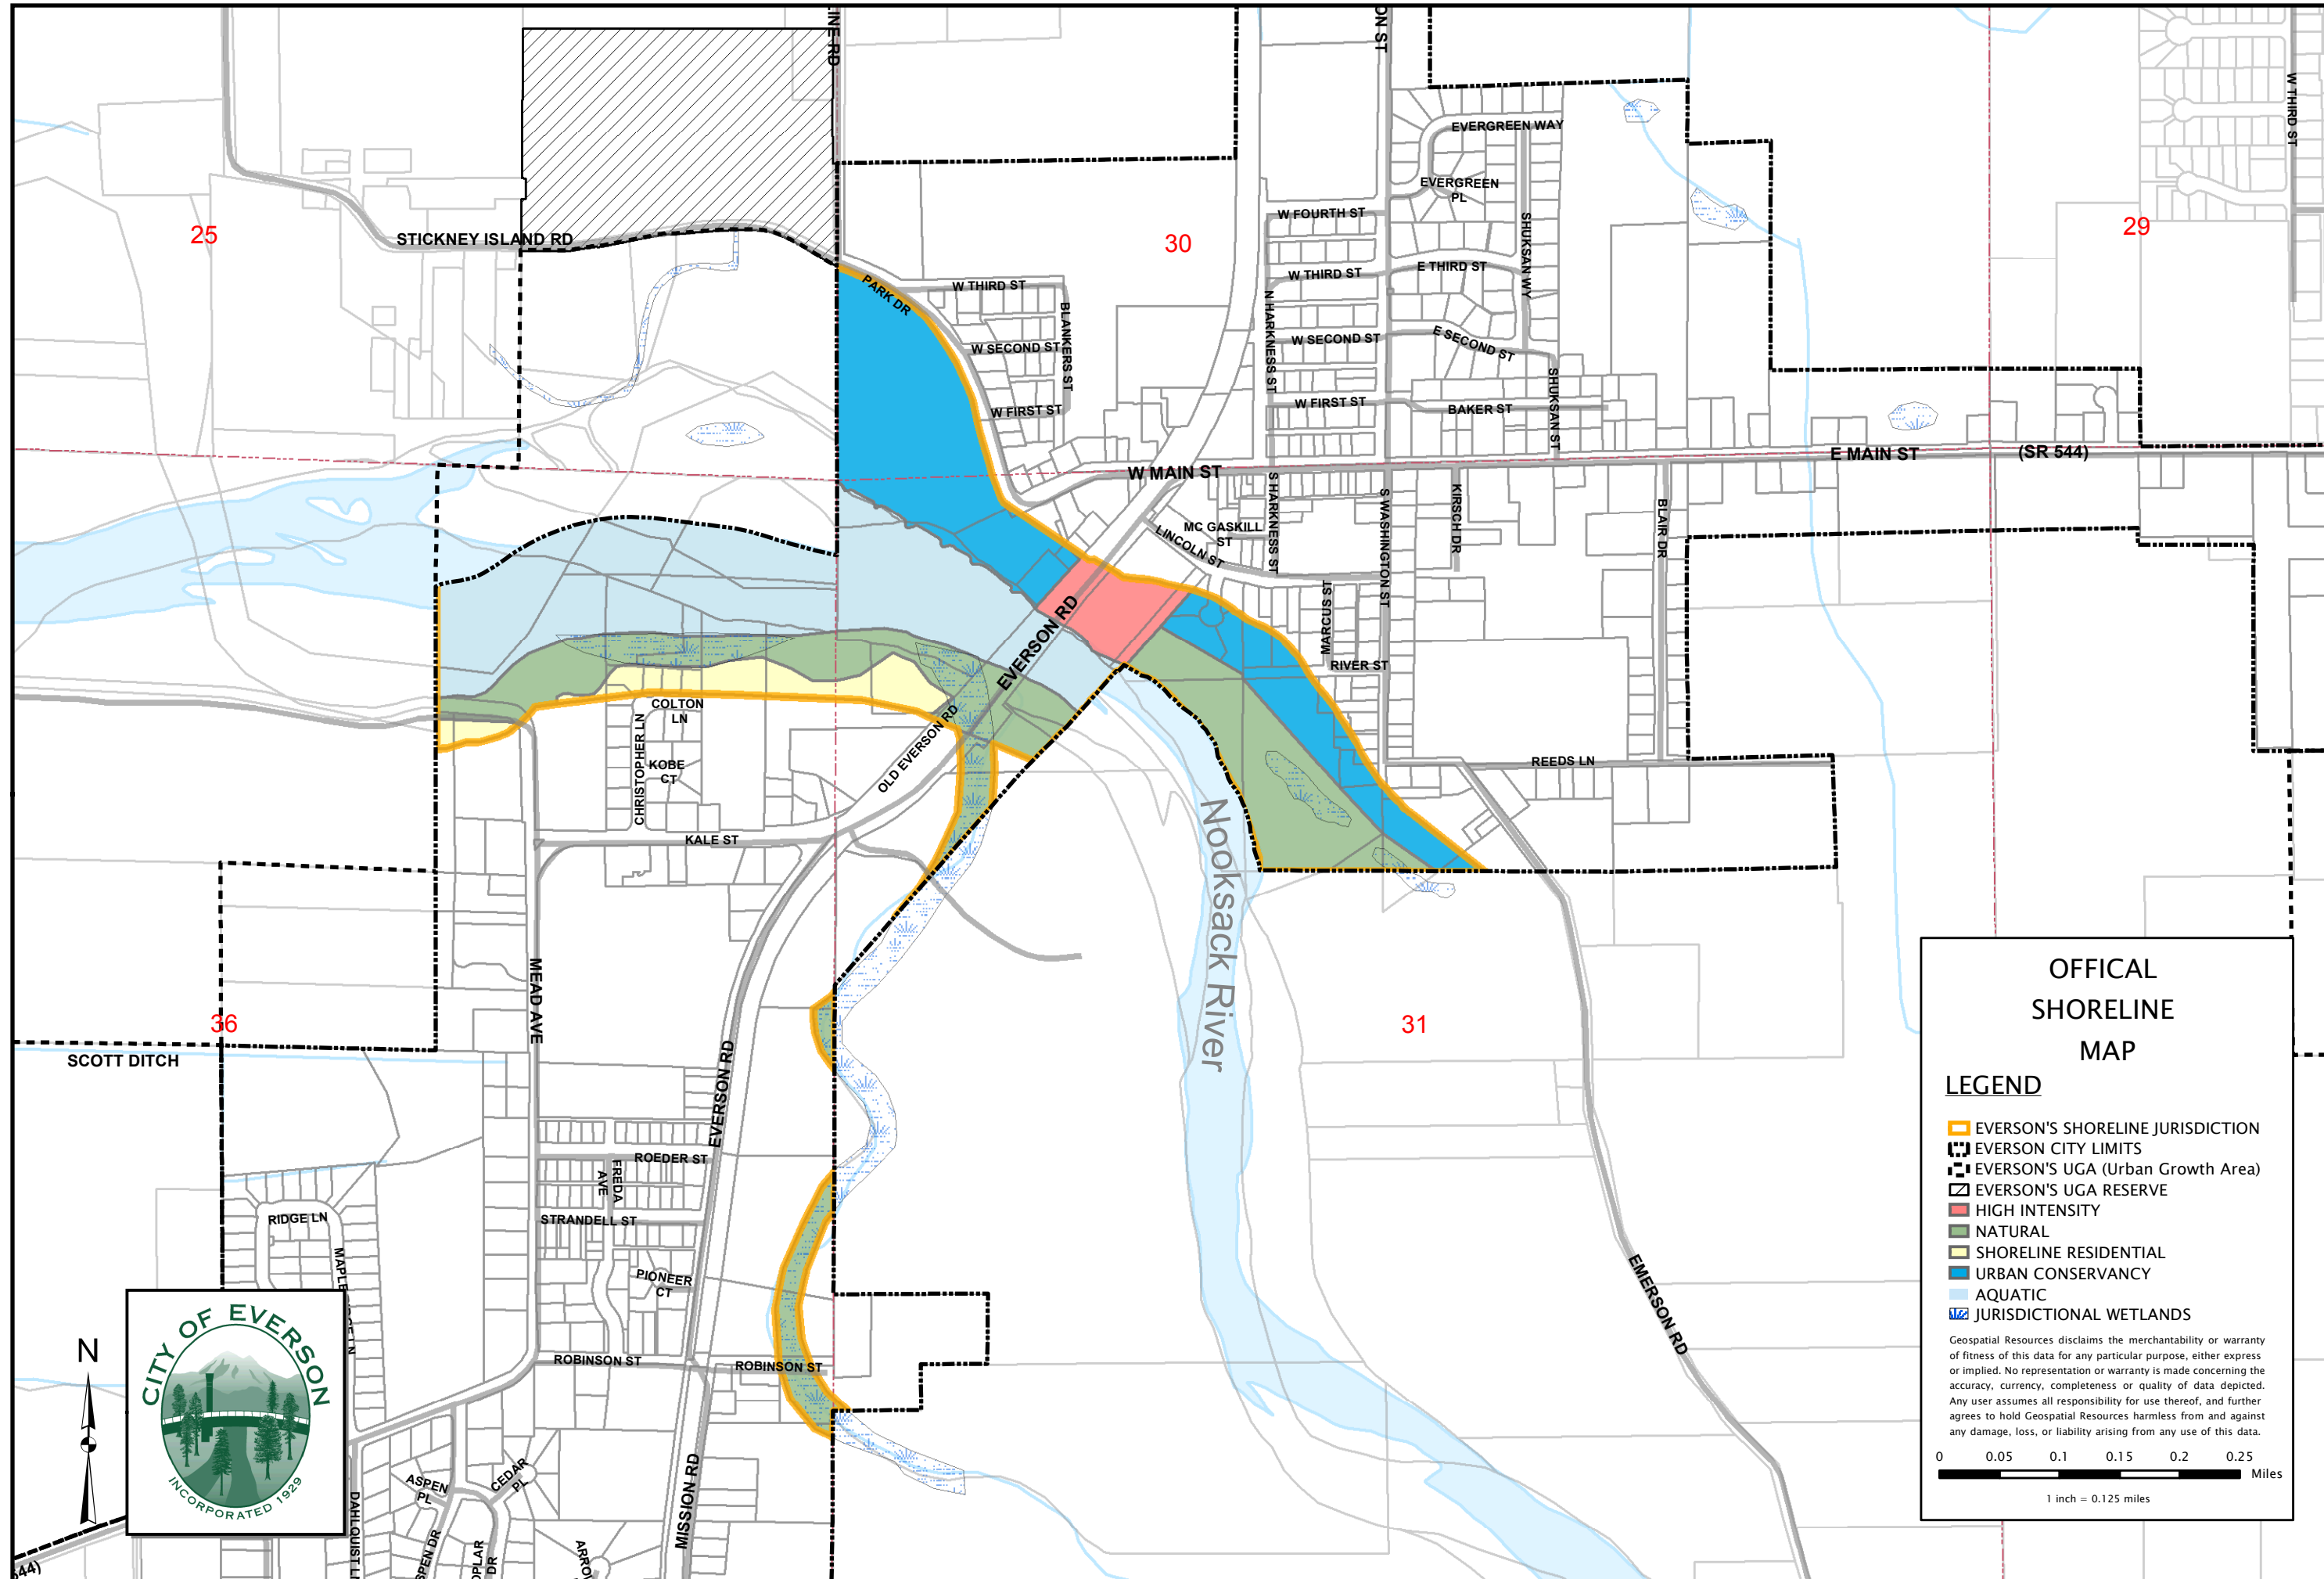 INE RD
ON ST
W THIRD ST
EVERGREEN WAY
EVERGREEN
PL
W FOURTH ST
SHUKSAN WY
25
30
29
STICKNEY ISLAND RD
PARK DR
W THIRD ST
BLANKERS ST
W SECOND ST
W FIRST ST
N HARKNESS ST
W THIRD ST
E THIRD ST
W SECOND ST
E SECOND ST
W FIRST ST
BAKER ST
SHUKSAN ST
W MAIN ST
E MAIN ST
(SR 544)
S HARKNESS ST
MC GASKILL
ST
LINCOLN ST
S WASHINGTON ST
KIRSCH DR
BLAIR DR
MARCUS ST
RIVER ST
EVERSON RD
OLD EVERSON RD
COLTON
LN
CHRISTOPHER LN
KOBE
CT
KALE ST
REEDS LN
Nooksack River
MEAD AVE
36
31
SCOTT DITCH
EVERSON RD
ROEDER ST
FREDA
AVE
STRANDELL ST
PIONEER
CT
RIDGE LN
ROBINSON ST
ROBINSON ST
EMERSON RD
MISSION RD
ASPEN
PL
CEDAR
PL
DAHLQUIST L
SPEN DR
OPLAR
DR
ARRO
544)
N
CITY OF EVERSON
INCORPORATED 1929
OFFICAL
SHORELINE
MAP
LEGEND
EVERSON'S SHORELINE JURISDICTION
EVERSON CITY LIMITS
EVERSON'S UGA (Urban Growth Area)
EVERSON'S UGA RESERVE
HIGH INTENSITY
NATURAL
SHORELINE RESIDENTIAL
URBAN CONSERVANCY
AQUATIC
JURISDICTIONAL WETLANDS
Geospatial Resources disclaims the merchantability or warranty
of fitness of this data for any particular purpose, either express
or implied. No representation or warranty is made concerning the
accuracy, currency, completeness or quality of data depicted.
Any user assumes all responsibility for use thereof, and further
agrees to hold Geospatial Resources harmless from and against
any damage, loss, or liability arising from any use of this data.
0 0.05 0.1 0.15 0.2 0.25
Miles
1 inch = 0.125 miles